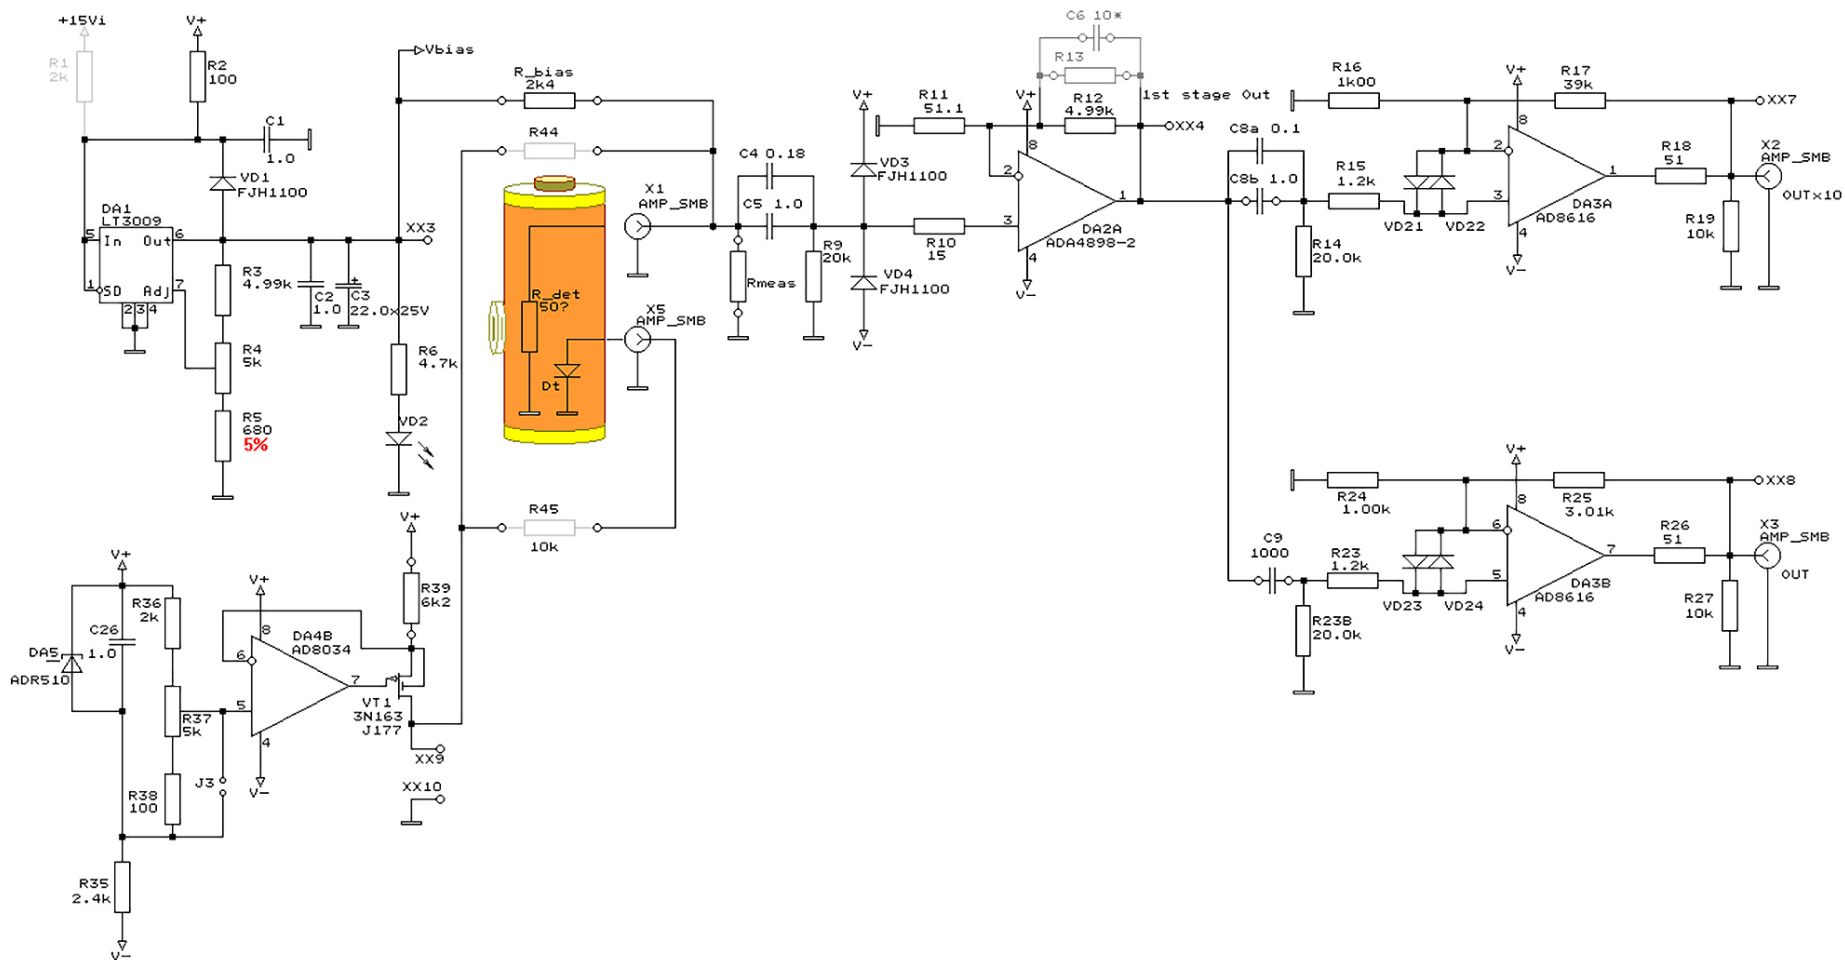 +15Vi
V+
R1
2k
R2
100
C1
1.0
VD1
FJH1100
DA1
LT3009
5 In Out 6
1 SD Adj 7
2 3 4
R3
4.99k
C2
1.0
C3
+
22.0x25V
R4
5k
R5
680
5%
XX3
Vbias
R6
4.7k
VD2
R_bias
2k4
R44
X1
AMP_SMB
R_det
50?
Dt
X5
AMP_SMB
R45
10k
C4 0.18
C5 1.0
Rmeas
R9
20k
V+
VD3
FJH1100
VD4
FJH1100
V-
R11
51.1
R10
15
C6 10*
R13
V+
R12
4.99k
1st stage Out
XX4
8
2
3
1
4
DA2A
ADA4898-2
V-
C8a 0.1
C8b 1.0
R14
20.0k
R15
1.2k
VD21
VD22
R16
1k00
V+
R17
39k
XX7
8
2
3
1
4
DA3A
AD8616
V-
R18
51
X2
AMP_SMB
OUTx10
R19
10k
C9
1000
R23
1.2k
R23B
20.0k
VD23
VD24
R24
1.00k
V+
R25
3.01k
XX8
8
6
5
7
4
DA3B
AD8616
V-
R26
51
X3
AMP_SMB
OUT
R27
10k
V+
DA5
ADR510
C26
1.0
R36
2k
R37
5k
R38
100
J3
R35
2.4k
V-
V+
8
6
5
7
4
DA4B
AD8034
V-
V+
R39
6k2
VT1
3N163
J177
XX9
XX10